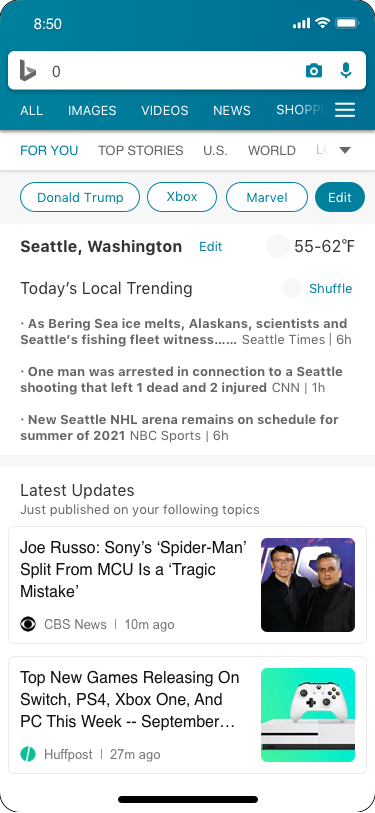 8:50
0
ALL IMAGES VIDEOS NEWS SHOPP
FOR YOU TOP STORIES U.S. WORLD L
Donald Trump Xbox Marvel Edit
Seattle, Washington Edit 55-62°F
Today's Local Trending Shuffle
· As Bering Sea ice melts, Alaskans, scientists and
Seattle's fishing fleet witness...... Seattle Times | 6h
· One man was arrested in connection to a Seattle
shooting that left 1 dead and 2 injured CNN | 1h
· New Seattle NHL arena remains on schedule for
summer of 2021 NBC Sports | 6h
Latest Updates
Just published on your following topics
Joe Russo: Sony's 'Spider-Man'
Split From MCU Is a 'Tragic
Mistake'
CBS News | 10m ago
Top New Games Releasing On
Switch, PS4, Xbox One, And
PC This Week -- September...
Huffpost | 27m ago